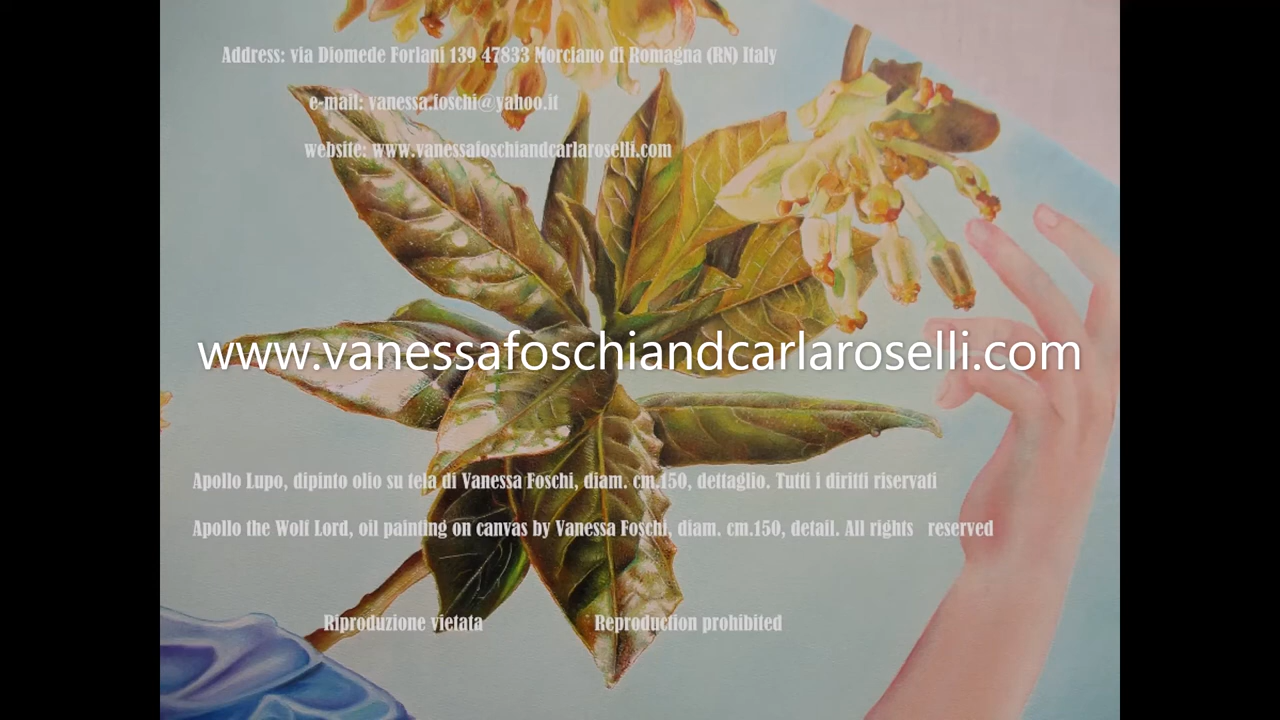 Address: via Diomede Forlani 139 47833 Morciano di Romagna (RN) Italy
e-mail: vanessa.foschi@yahoo.it
website: www.vanessafoschiandcarlaroselli.com
www.vanessafoschiandcarlaroselli.com
Apollo Lupo, dipinto olio su tela di Vanessa Foschi, diam. cm.150, dettaglio. Tutti i diritti riservati
Apollo the Wolf Lord, oil painting on canvas by Vanessa Foschi, diam. cm.150, detail. All rights reserved
Riproduzione vietata Reproduction prohibited